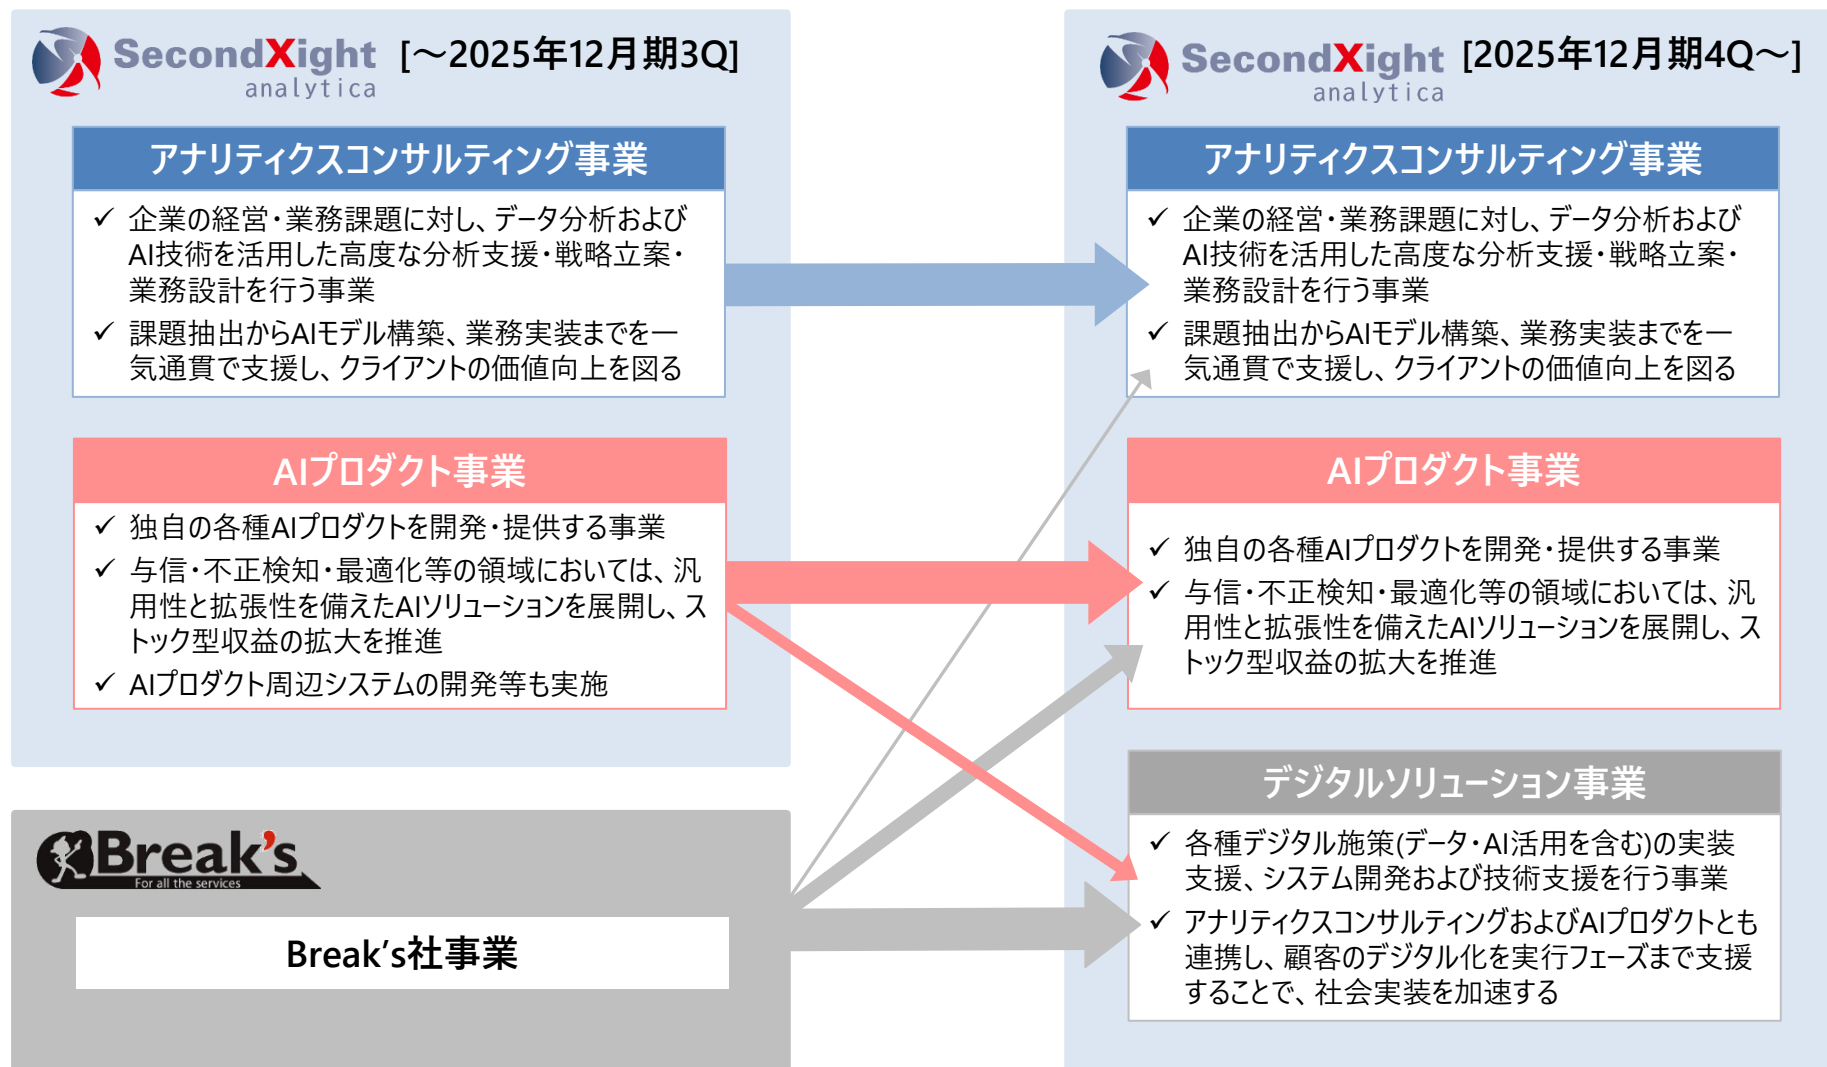 SecondXight
analytica
[～2025年12月期3Q]
アナリティクスコンサルティング事業
✓ 企業の経営・業務課題に対し、データ分析および
AI技術を活用した高度な分析支援・戦略立案・
業務設計を行う事業
✓ 課題抽出からAIモデル構築、業務実装までを一
気通貫で支援し、クライアントの価値向上を図る
AIプロダクト事業
✓ 独自の各種AIプロダクトを開発・提供する事業
✓ 与信・不正検知・最適化等の領域においては、汎
用性と拡張性を備えたAIソリューションを展開し、ス
トック型収益の拡大を推進
✓ AIプロダクト周辺システムの開発等も実施
Break's
For all the services
Break's社事業
SecondXight
analytica
[2025年12月期4Q～]
アナリティクスコンサルティング事業
✓ 企業の経営・業務課題に対し、データ分析および
AI技術を活用した高度な分析支援・戦略立案・
業務設計を行う事業
✓ 課題抽出からAIモデル構築、業務実装までを一
気通貫で支援し、クライアントの価値向上を図る
AIプロダクト事業
✓ 独自の各種AIプロダクトを開発・提供する事業
✓ 与信・不正検知・最適化等の領域においては、汎
用性と拡張性を備えたAIソリューションを展開し、ス
トック型収益の拡大を推進
デジタルソリューション事業
✓ 各種デジタル施策(データ・AI活用を含む)の実装
支援、システム開発および技術支援を行う事業
✓ アナリティクスコンサルティングおよびAIプロダクトとも
連携し、顧客のデジタル化を実行フェーズまで支援
することで、社会実装を加速する